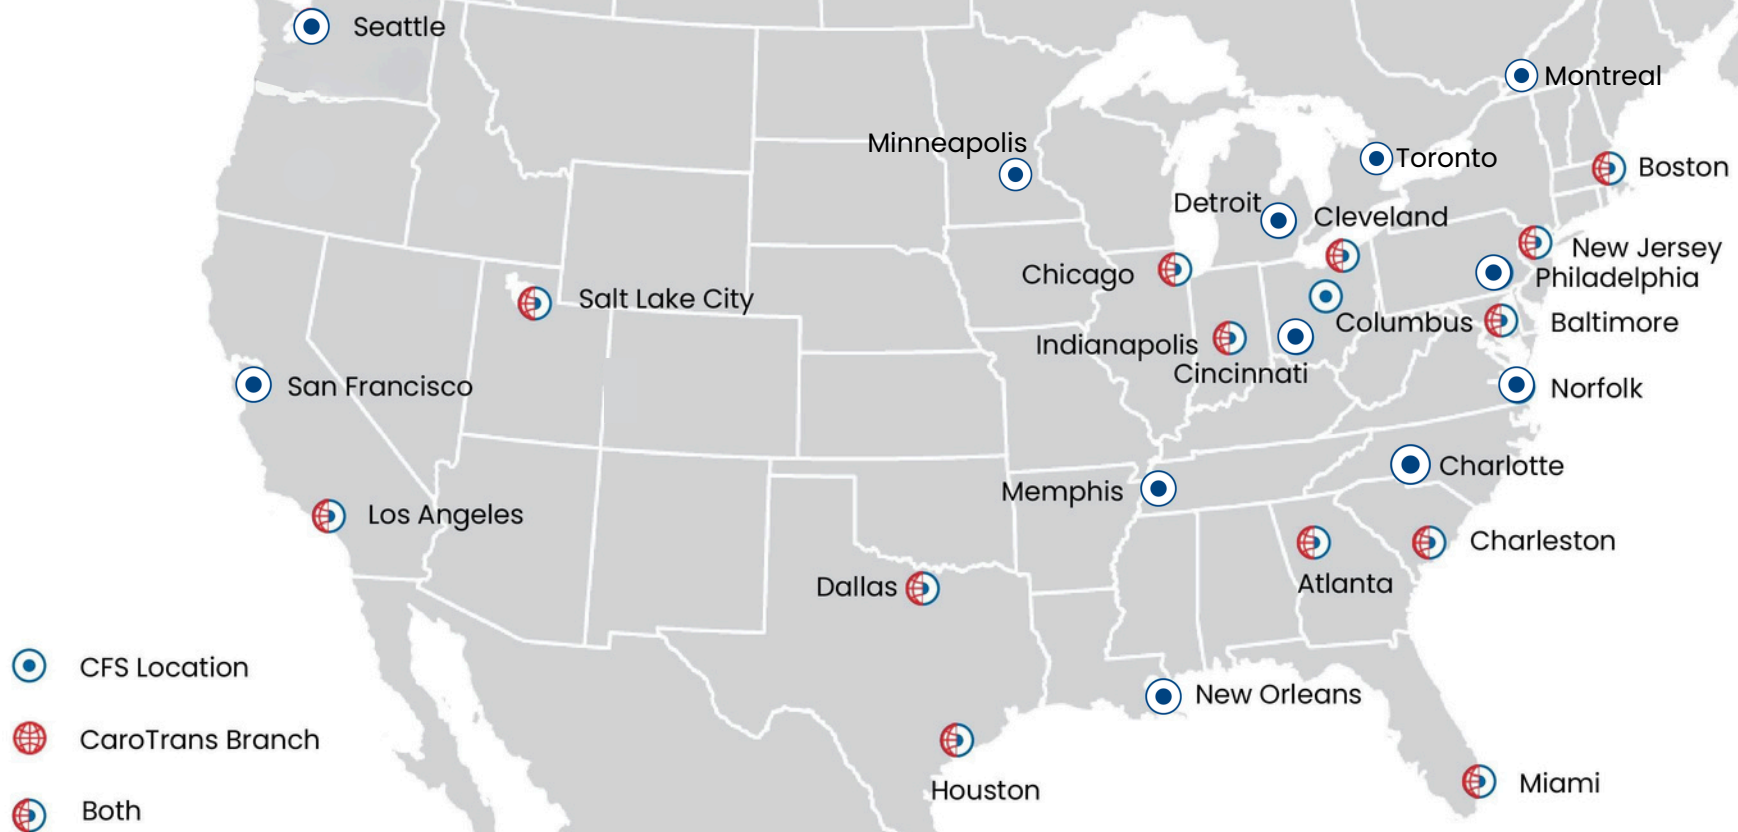 Seattle
Montreal
Minneapolis
Toronto
Boston
Detroit
Cleveland
New Jersey
Chicago
Philadelphia
Salt Lake City
Columbus
Baltimore
Indianapolis
Cincinnati
San Francisco
Norfolk
Charlotte
Memphis
Los Angeles
Charleston
Dallas
Atlanta
CFS Location
New Orleans
CaroTrans Branch
Houston
Miami
Both